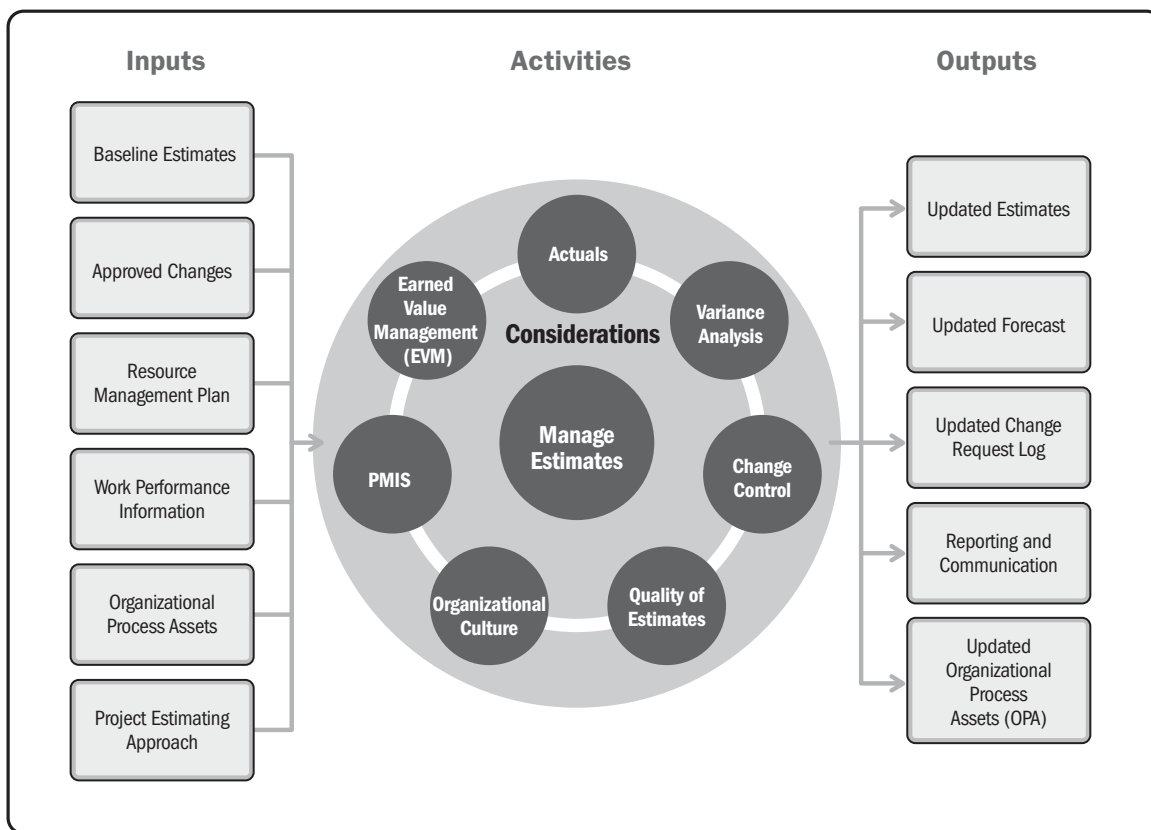 Inputs
Activities
Outputs
Baseline Estimates
Approved Changes
Resource
Management Plan
Work Performance
Information
Organizational
Process Assets
Project Estimating
Approach
Actuals
Variance
Analysis
Change
Control
Quality of
Estimates
Organizational
Culture
PMIS
Earned
Value
Management
(EVM)
Considerations
Manage
Estimates
Updated Estimates
Updated Forecast
Updated Change
Request Log
Reporting and
Communication
Updated
Organizational
Process
Assets (OPA)